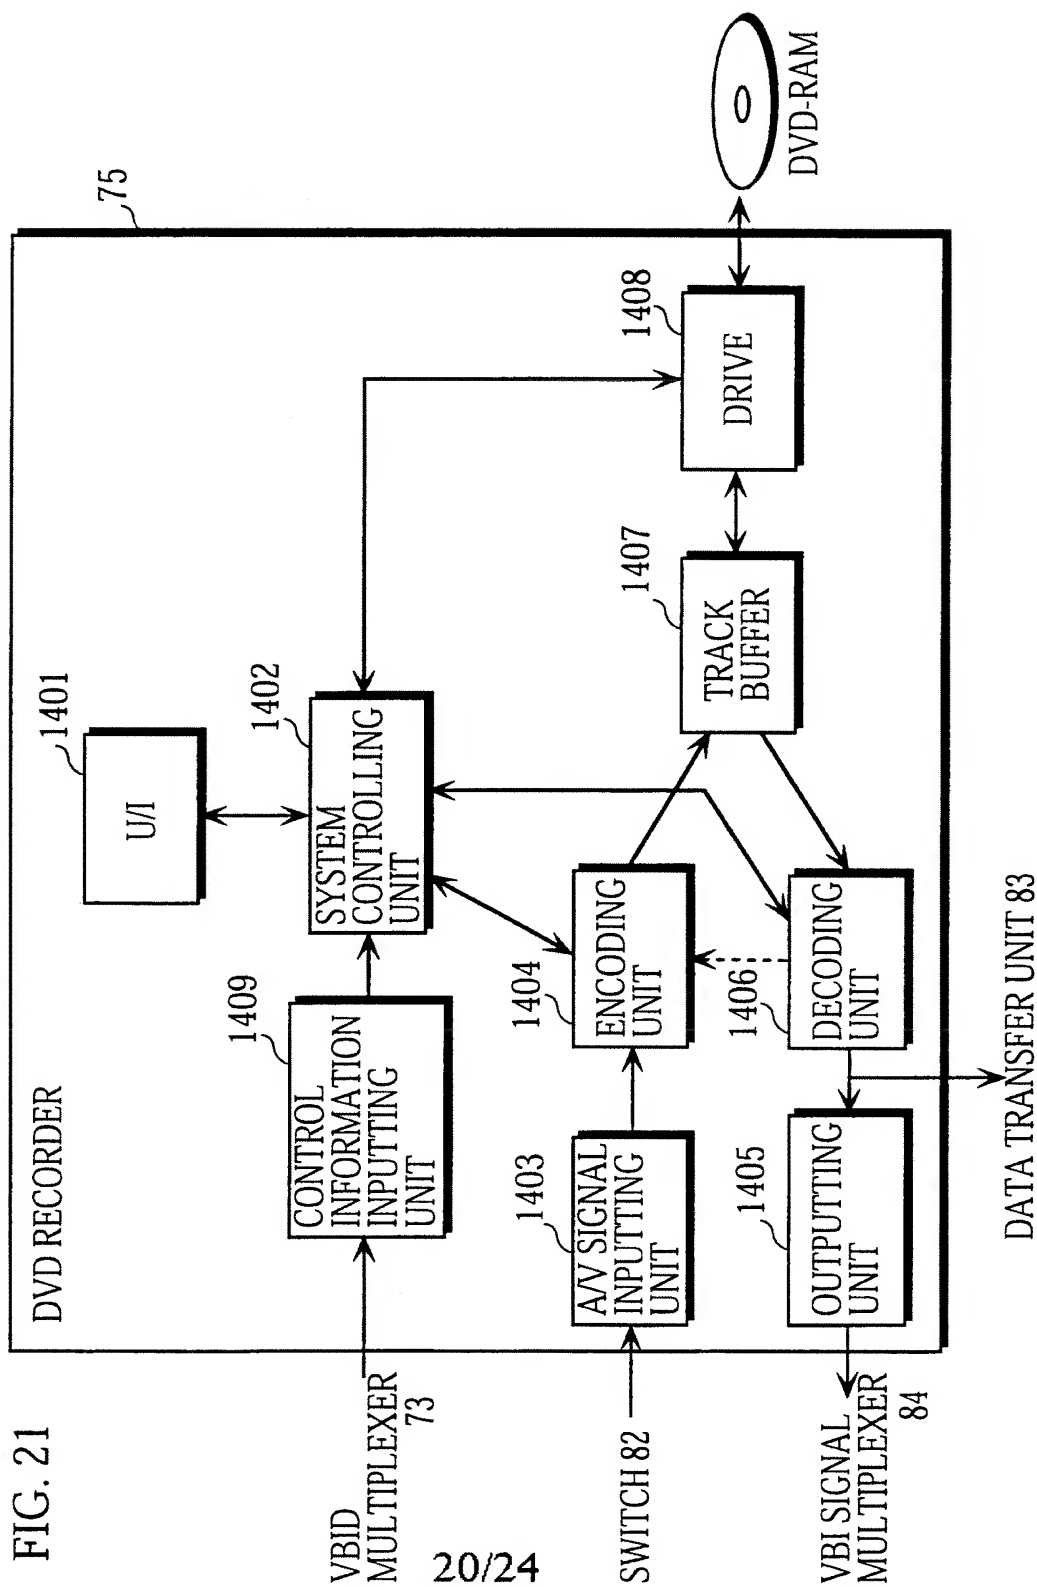 FIG. 21
DVD RECORDER
75
1401
U/I
1402
SYSTEM
CONTROLLING
UNIT
1409
CONTROL
INFORMATION
INPUTTING
UNIT
VBID
MULTIPLEXER
73
1403
A/V SIGNAL
INPUTTING
UNIT
SWITCH 82
1404
ENCODING
UNIT
1407
TRACK
BUFFER
1408
DRIVE
DVD-RAM
1406
DECODING
UNIT
1405
OUTPUTTING
UNIT
VBI SIGNAL
MULTIPLEXER
84
DATA TRANSFER UNIT 83
20/24